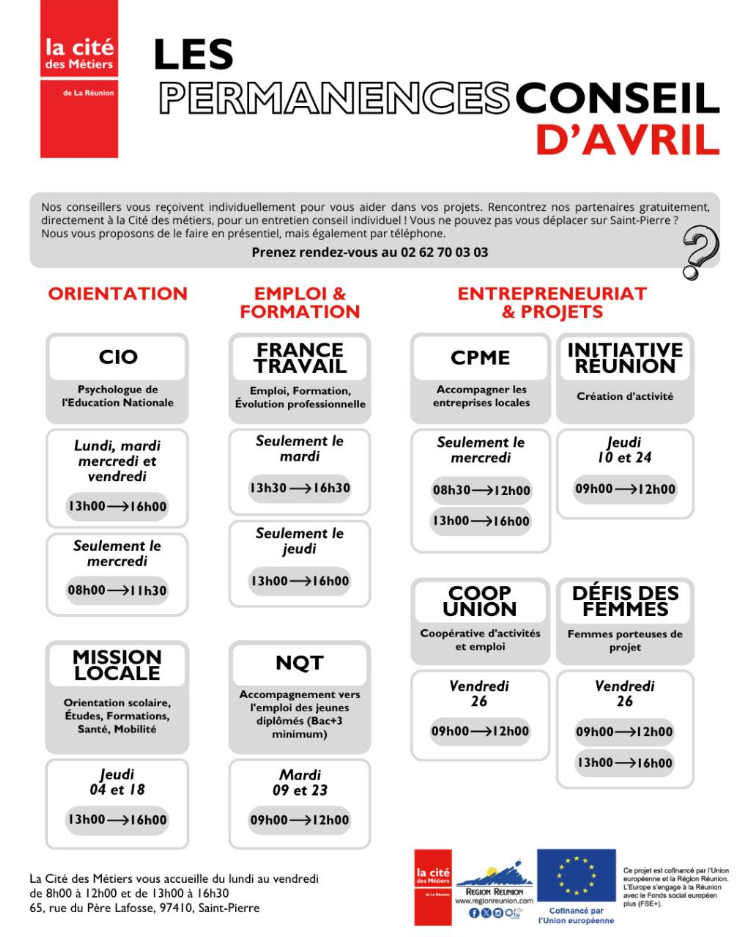 la cité
des Métiers
de La Réunion
LES
PERMANENCES CONSEIL
D'AVRIL
Nos conseillers vous reçoivent individuellement pour vous aider dans vos projets. Rencontrez nos partenaires gratuitement,
directement à la Cité des métiers, pour un entretien conseil individuel ! Vous ne pouvez pas vous déplacer sur Saint-Pierre ?
Nous vous proposons de le faire en présentiel, mais également par téléphone.
Prenez rendez-vous au 02 62 70 03 03
?
ORIENTATION
CIO
Psychologue de
l'Education Nationale
Lundi, mardi
mercredi et
vendredi
13h00→16h00
Seulement le
mercredi
08h00→11h30
MISSION
LOCALE
Orientation scolaire,
Études, Formations,
Santé, Mobilité
Jeudi
04 et 18
13h00→16h00
EMPLOI &
FORMATION
FRANCE
TRAVAIL
Emploi, Formation,
Évolution professionnelle
Seulement le
mardi
13h30→16h30
Seulement le
jeudi
13h00→16h00
NQT
Accompagnement vers
l'emploi des jeunes
diplômés (Bac+3
minimum)
Mardi
09 et 23
09h00→12h00
ENTREPRENEURIAT
& PROJETS
CPME
Accompagner les
entreprises locales
Seulement le
mercredi
08h30→12h00
13h00→16h00
INITIATIVE
RÉUNION
Création d'activité
Jeudi
10 et 24
09h00→12h00
COOP
UNION
Coopérative d'activités
et emploi
Vendredi
26
09h00→12h00
DÉFIS DES
FEMMES
Femmes porteuses de
projet
Vendredi
26
09h00→12h00
13h00→16h00
La Cité des Métiers vous accueille du lundi au vendredi
de 8h00 à 12h00 et de 13h00 à 16h30
65, rue du Père Lafosse, 97410, Saint-Pierre
la cité
des Métiers
de La Réunion
REGION REUNION
www.regionreunion.com
Cofinancé par
l'Union européenne
Ce projet est cofinancé par l'Union
européenne et la Région Réunion.
L'Europe s'engage à la Réunion
avec le Fonds social européen
plus (FSE+).